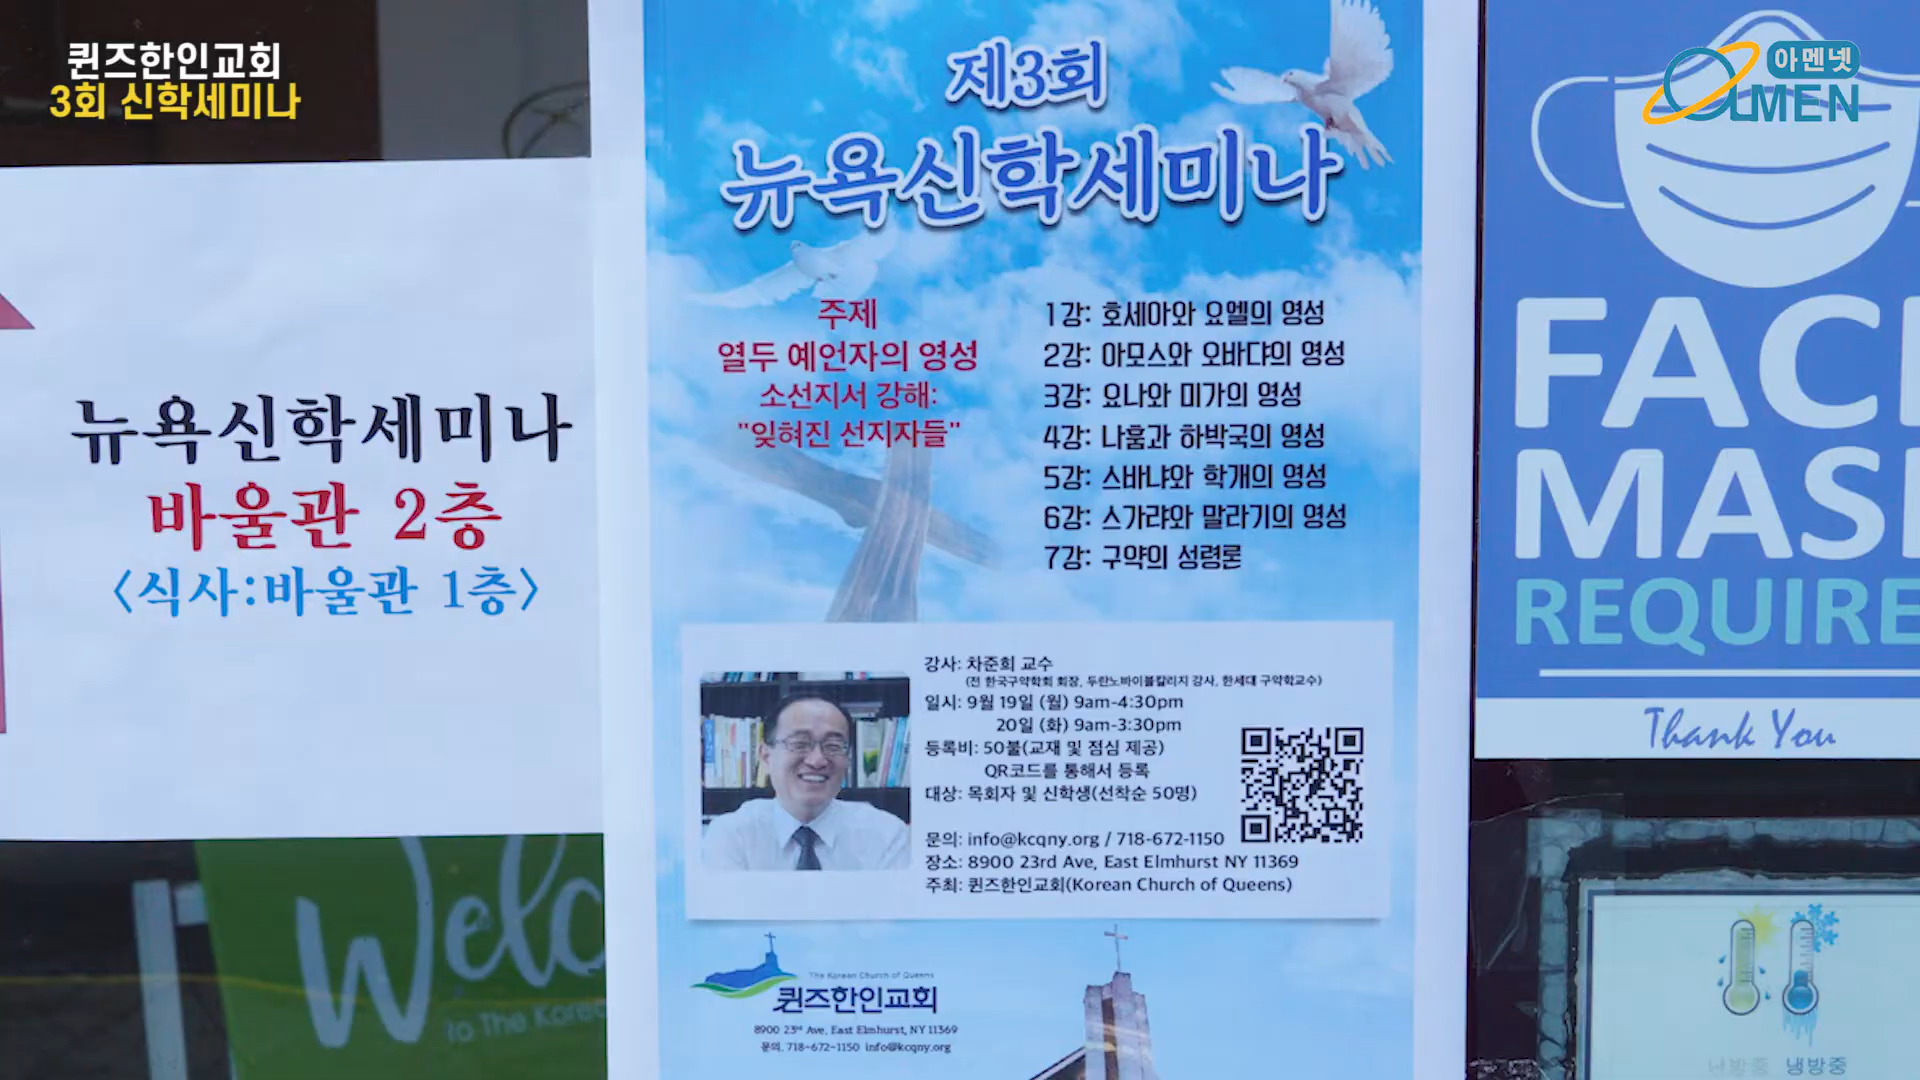 퀸즈한인교회
3회 신학세미나
아멘넷
AMEN
뉴욕신학세미나
바울관 2층
<식사:바울관 1층>
Welc
to The Korea
제3회
뉴욕신학세미나
주제
열두 예언자의 영성
소선지서 강해:
"잊혀진 선지자들"
1강: 호세아와 요엘의 영성
2강: 아모스와 오바댜의 영성
3강: 요나와 미가의 영성
4강: 나훔과 하박국의 영성
5강: 스바냐와 학개의 영성
6강: 스가랴와 말라기의 영성
7강: 구약의 성령론
강사: 차준희 교수
(전 한국구약학회 회장, 두란노바이블칼리지 강사, 한세대 구약학교수)
일시: 9월 19일 (월) 9am-4:30pm
20일 (화) 9am-3:30pm
등록비: 50불(교재 및 점심 제공)
QR코드를 통해서 등록
대상: 목회자 및 신학생(선착순 50명)
문의: info@kcqny.org / 718-672-1150
장소: 8900 23rd Ave, East Elmhurst NY 11369
주최: 퀸즈한인교회(Korean Church of Queens)
The Korean Church of Queens
퀸즈한인교회
8900 23rd Ave, East Elmhurst, NY 11369
문의. 718-672-1150 info@kcqny.org
FAC
MAS
REQUIRE
Thank You
난방중 냉방중